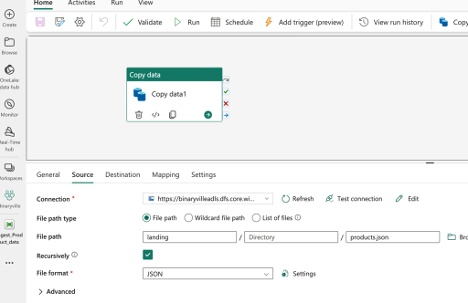 Home Activities Run View
Validate Run Schedule Add trigger (preview) View run history Copy
Create
Browse
OneLake
data hub
Monitor
Real-Time
hub
Workspaces
Copy data
Copy data1
General Source Destination Mapping Settings
Connection * https://binaryvilleadls.dfs.core.wi... Refresh Test connection Edit
File path type File path Wildcard file path List of files
File path landing / Directory / products.json Bro
Recursively
File format * JSON Settings
Advanced
Binaryville
gest_Prod
uct_data